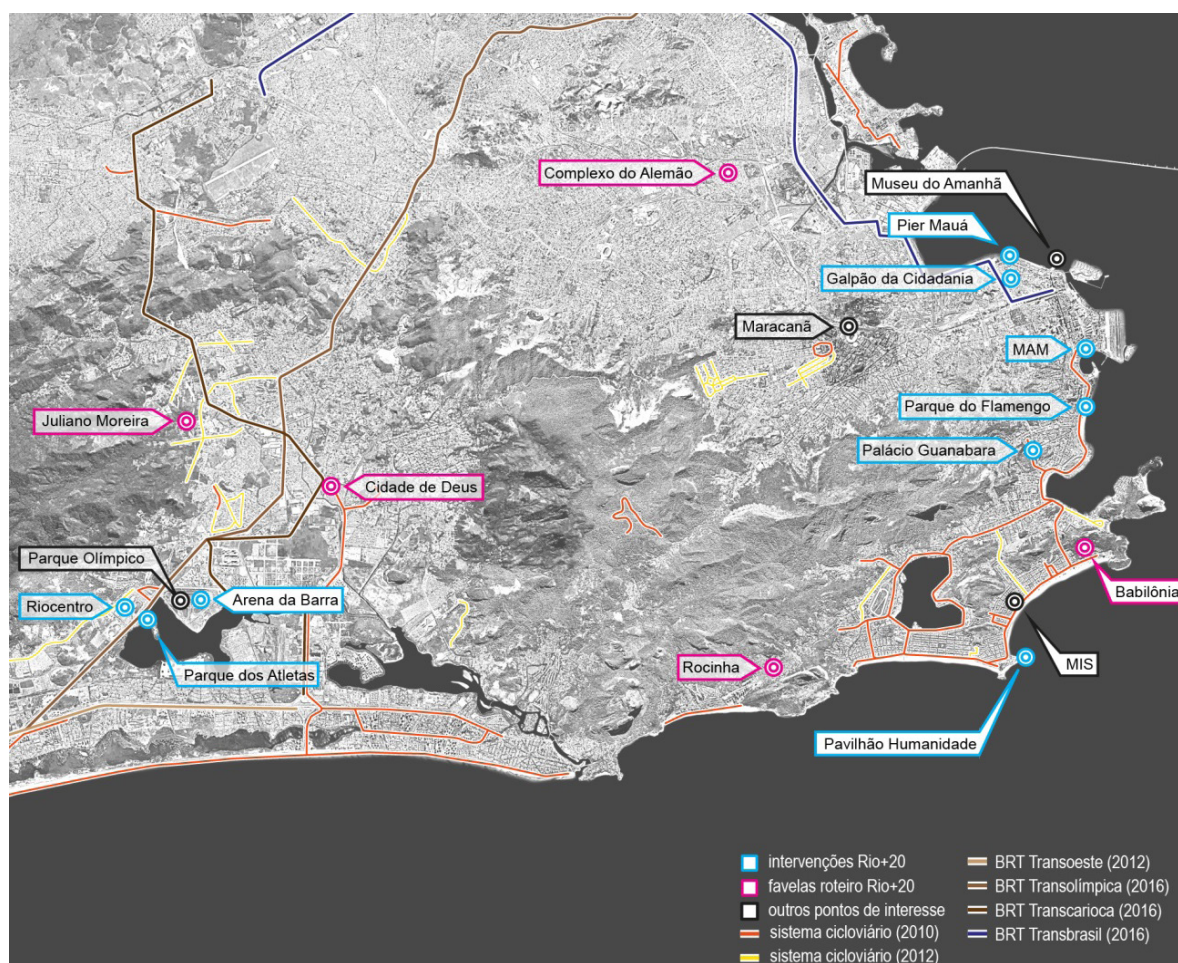 Complexo do Alemão
Museu do Amanhã
Pier Mauá
Galpão da Cidadania
Maracanã
MAM
Juliano Moreira
Parque do Flamengo
Palácio Guanabara
Cidade de Deus
Parque Olímpico
Riocentro
Arena da Barra
Babilônia
Parque dos Atletas
Rocinha
MIS
Pavilhão Humanidade
intervenções Rio+20
favelas roteiro Rio+20
outros pontos de interesse
sistema cicloviário (2010)
sistema cicloviário (2012)
BRT Transoeste (2012)
BRT Transolímpica (2016)
BRT Transcarioca (2016)
BRT Transbrasil (2016)